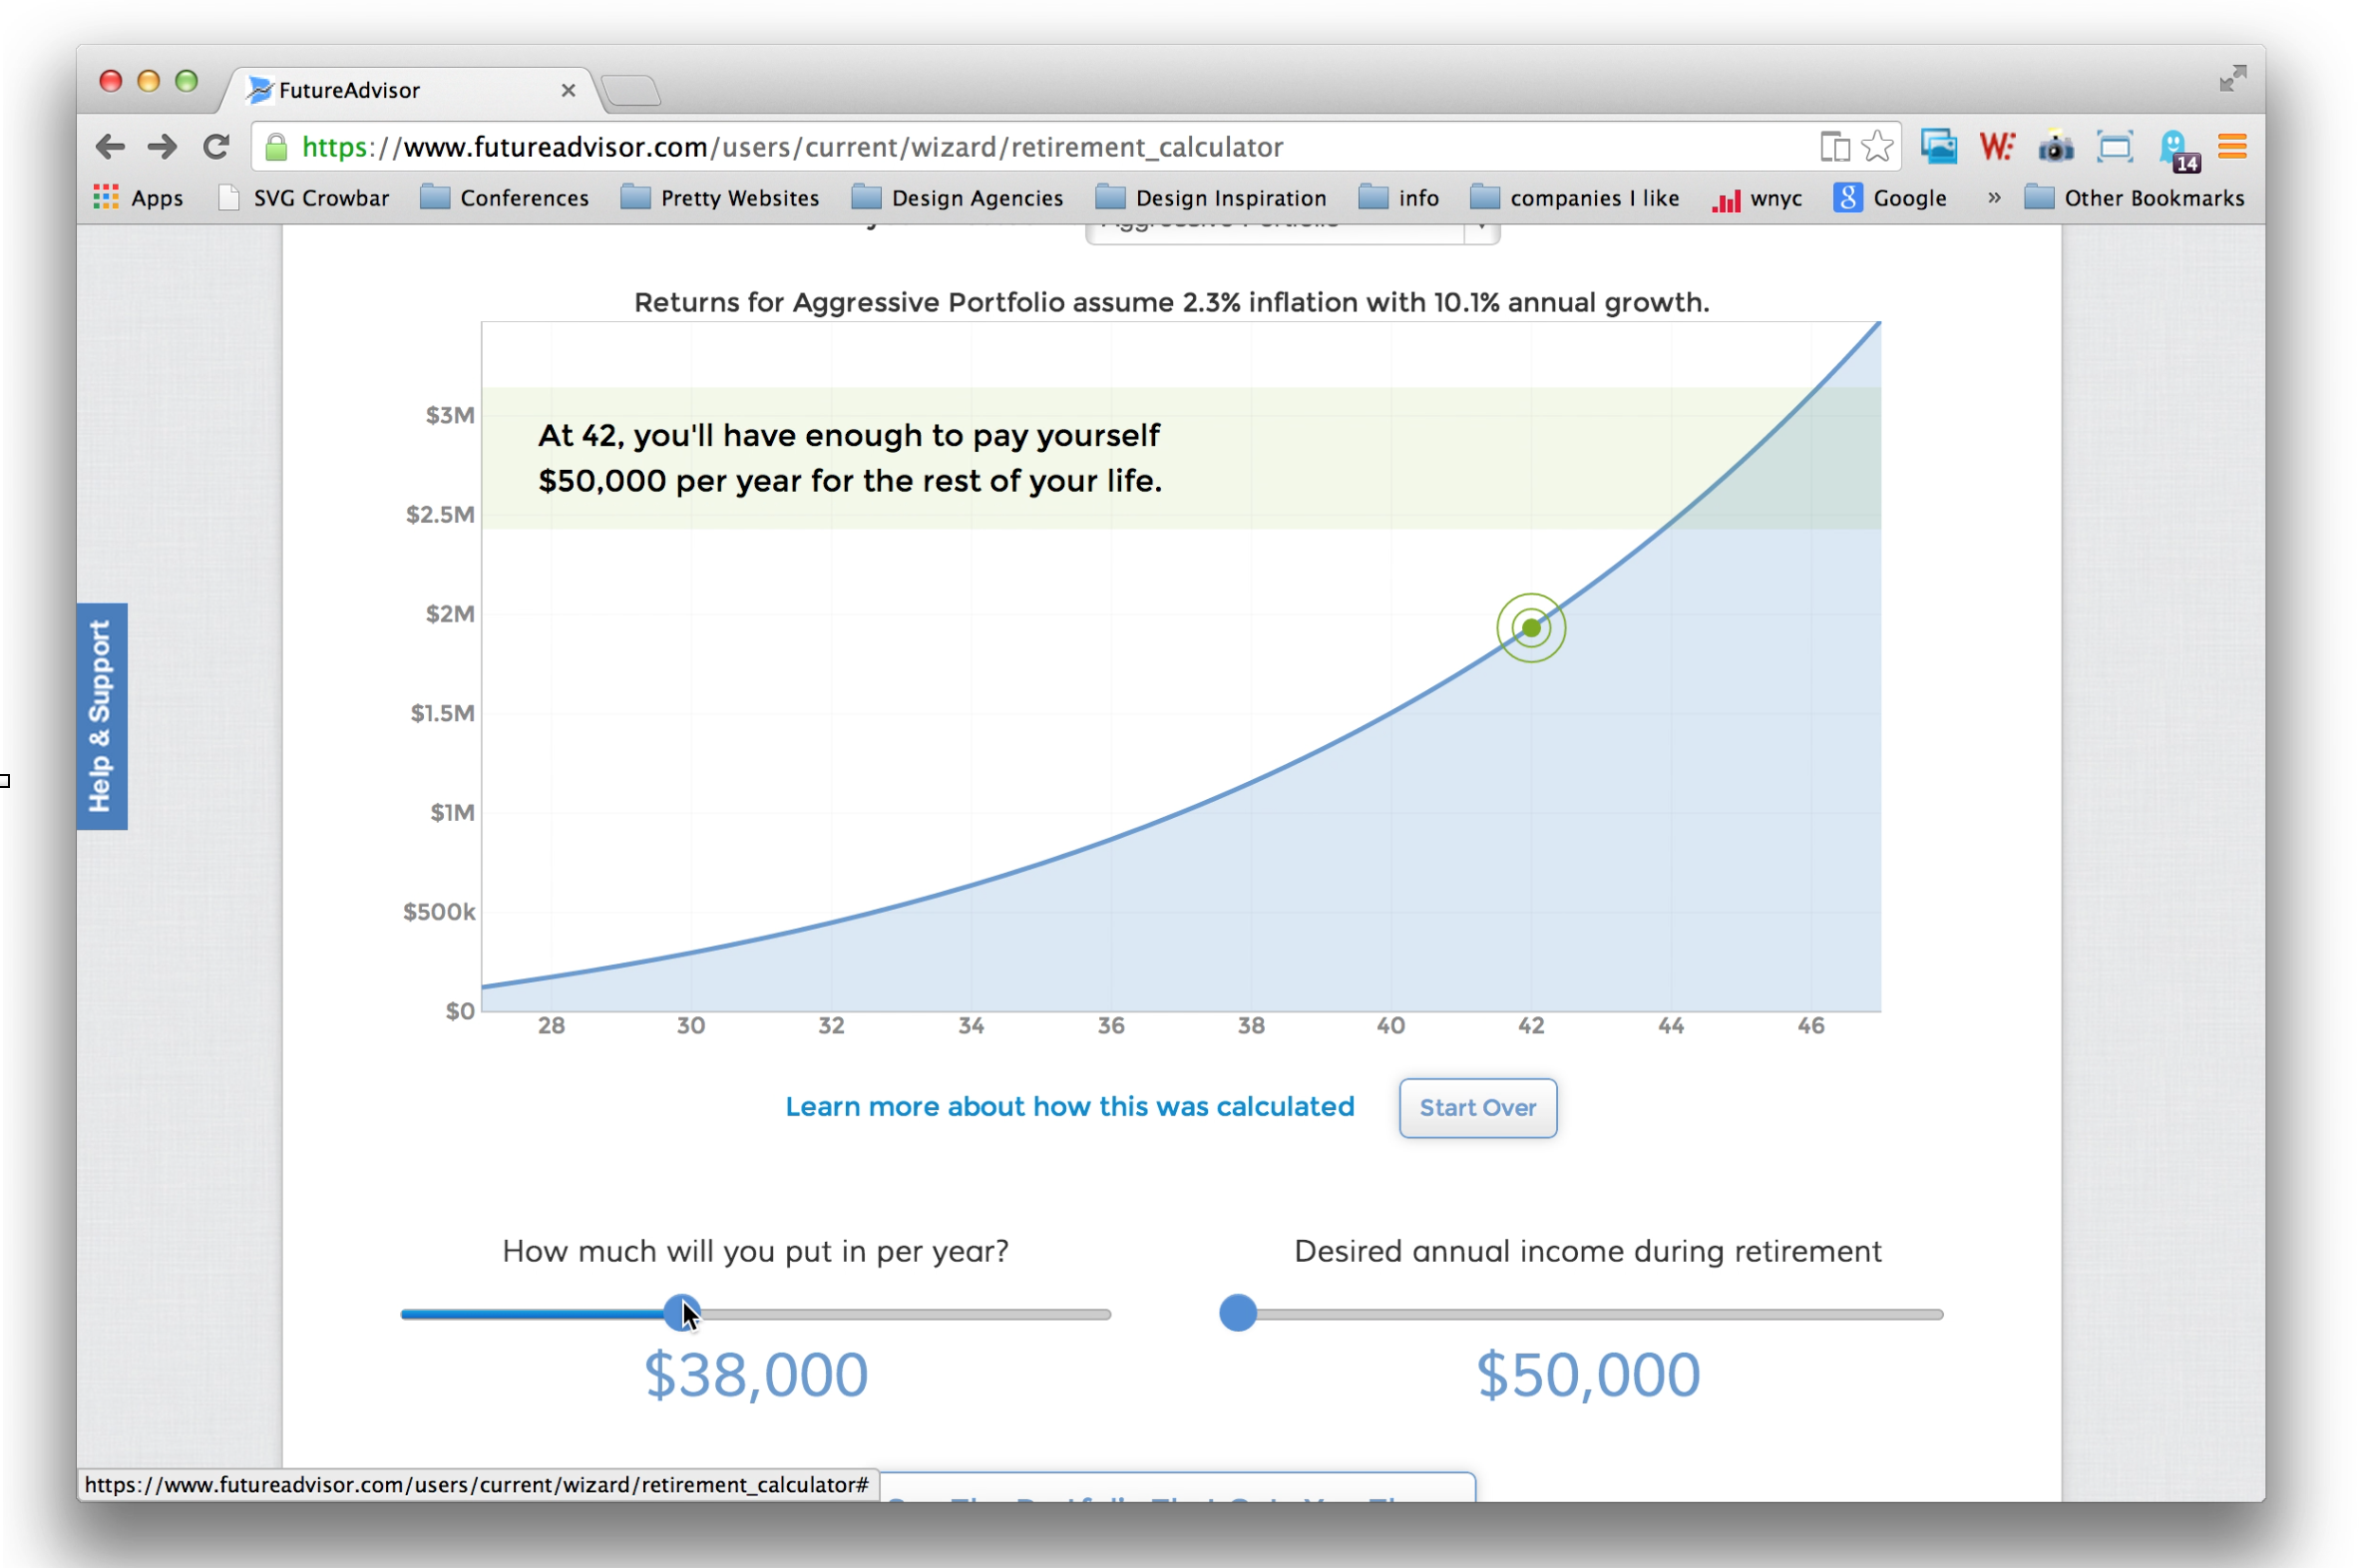 FutureAdvisor
https://www.futureadvisor.com/users/current/wizard/retirement_calculator
14
Apps SVG Crowbar Conferences Pretty Websites Design Agencies Design Inspiration info companies I like wnyc Google » Other Bookmarks
Aggressive Portfolio
Returns for Aggressive Portfolio assume 2.3% inflation with 10.1% annual growth.
At 42, you'll have enough to pay yourself
$50,000 per year for the rest of your life.
$3M
$2.5M
$2M
$1.5M
$1M
$500k
$0
28 30 32 34 36 38 40 42 44 46
Help & Support
Learn more about how this was calculated
Start Over
How much will you put in per year?
$38,000
Desired annual income during retirement
$50,000
https://www.futureadvisor.com/users/current/wizard/retirement_calculator#